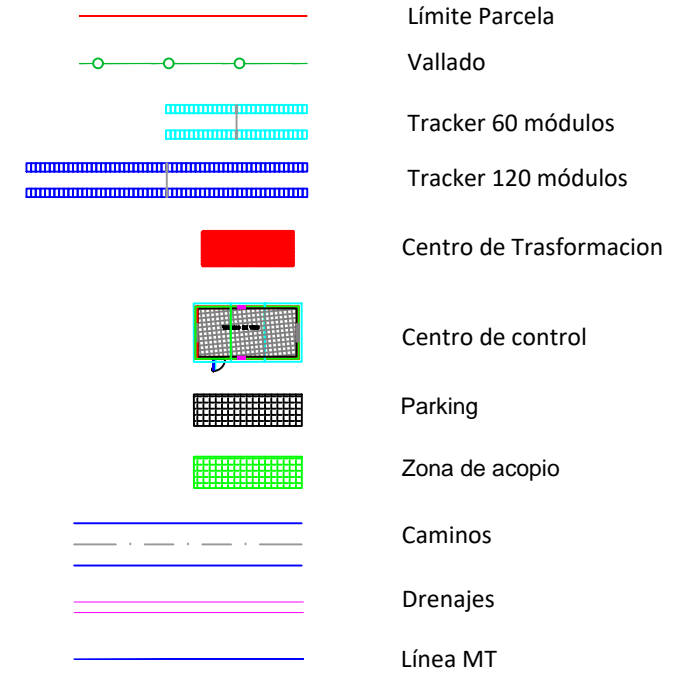 Límite Parcela
Vallado
Tracker 60 módulos
Tracker 120 módulos
Centro de Trasformacion
Centro de control
Parking
Zona de acopio
Caminos
Drenajes
Línea MT